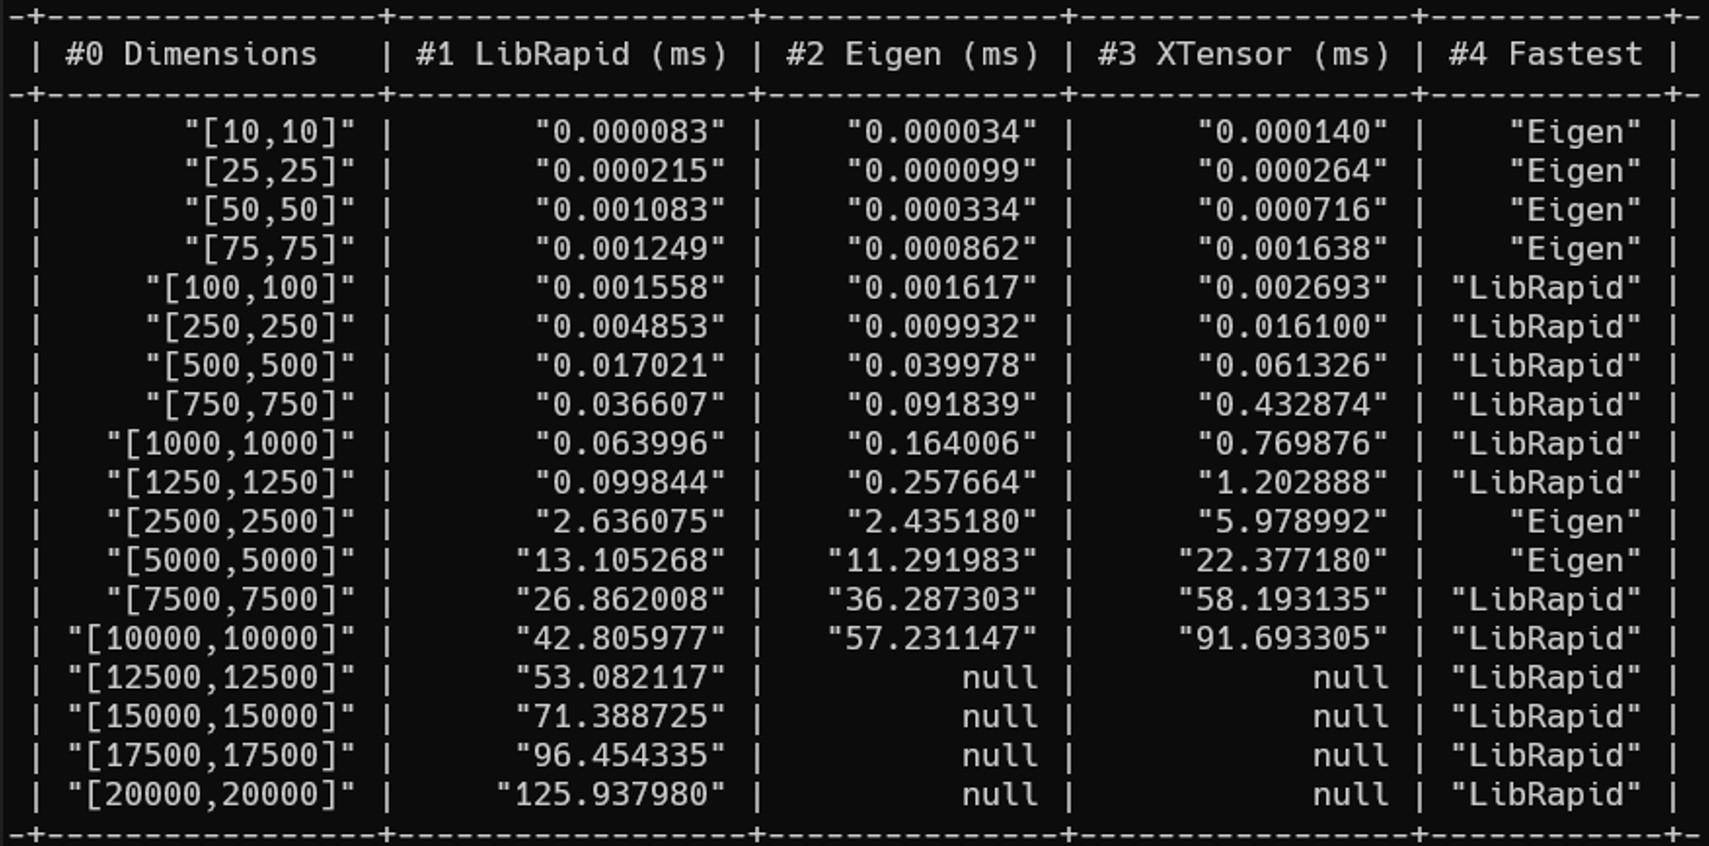 -+-----------------+------------------+---------------+-----------------+------------+-
 | #0 Dimensions   | #1 LibRapid (ms) | #2 Eigen (ms) | #3 XTensor (ms) | #4 Fastest |
-+-----------------+------------------+---------------+-----------------+------------+-
 |       "[10,10]" |       "0.000083" |    "0.000034" |      "0.000140" |    "Eigen" |
 |       "[25,25]" |       "0.000215" |    "0.000099" |      "0.000264" |    "Eigen" |
 |       "[50,50]" |       "0.001083" |    "0.000334" |      "0.000716" |    "Eigen" |
 |       "[75,75]" |       "0.001249" |    "0.000862" |      "0.001638" |    "Eigen" |
 |     "[100,100]" |       "0.001558" |    "0.001617" |      "0.002693" | "LibRapid" |
 |     "[250,250]" |       "0.004853" |    "0.009932" |      "0.016100" | "LibRapid" |
 |     "[500,500]" |       "0.017021" |    "0.039978" |      "0.061326" | "LibRapid" |
 |     "[750,750]" |       "0.036607" |    "0.091839" |      "0.432874" | "LibRapid" |
 |   "[1000,1000]" |       "0.063996" |    "0.164006" |      "0.769876" | "LibRapid" |
 |   "[1250,1250]" |       "0.099844" |    "0.257664" |      "1.202888" | "LibRapid" |
 |   "[2500,2500]" |       "2.636075" |    "2.435180" |      "5.978992" |    "Eigen" |
 |   "[5000,5000]" |      "13.105268" |   "11.291983" |     "22.377180" |    "Eigen" |
 |   "[7500,7500]" |      "26.862008" |   "36.287303" |     "58.193135" | "LibRapid" |
 | "[10000,10000]" |      "42.805977" |   "57.231147" |     "91.693305" | "LibRapid" |
 | "[12500,12500]" |      "53.082117" |          null |            null | "LibRapid" |
 | "[15000,15000]" |      "71.388725" |          null |            null | "LibRapid" |
 | "[17500,17500]" |      "96.454335" |          null |            null | "LibRapid" |
 | "[20000,20000]" |     "125.937980" |          null |            null | "LibRapid" |
-+-----------------+------------------+---------------+-----------------+------------+-